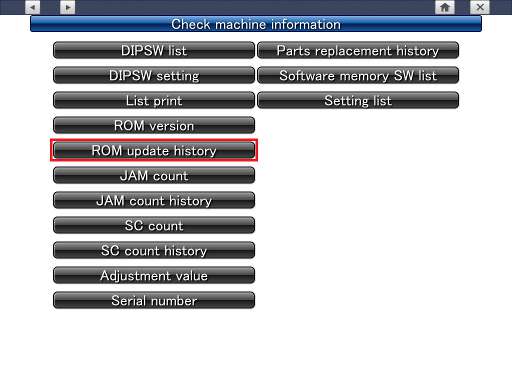 Check machine information
DIPSW list
Parts replacement history
DIPSW setting
Software memory SW list
List print
Setting list
ROM version
ROM update history
JAM count
JAM count history
SC count
SC count history
Adjustment value
Serial number